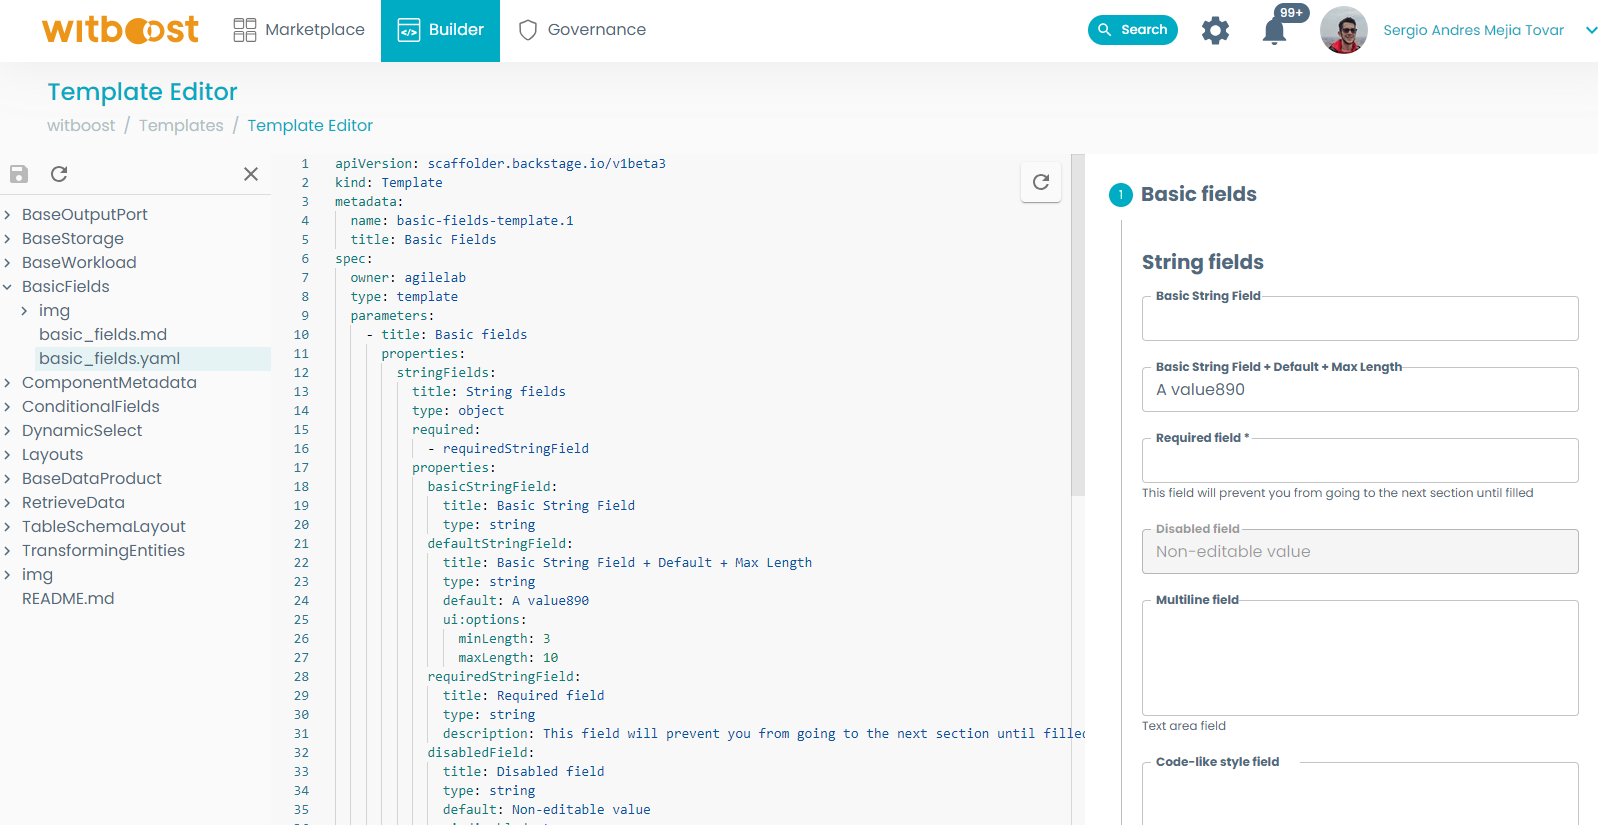 witboost
Marketplace
Builder
Governance
Search
99+
Sergio Andres Mejia Tovar
Template Editor
witboost / Templates / Template Editor
BaseOutputPort
BaseStorage
BaseWorkload
BasicFields
img
basic_fields.md
basic_fields.yaml
ComponentMetadata
ConditionalFields
DynamicSelect
Layouts
BaseDataProduct
RetrieveData
TableSchemaLayout
TransformingEntities
img
README.md
1 apiVersion: scaffolder.backstage.io/v1beta3
2 kind: Template
3 metadata:
4 name: basic-fields-template.1
5 title: Basic Fields
6 spec:
7 owner: agilelab
8 type: template
9 parameters:
10 - title: Basic fields
11 properties:
12 stringFields:
13 title: String fields
14 type: object
15 required:
16 - requiredStringField
17 properties:
18 basicStringField:
19 title: Basic String Field
20 type: string
21 defaultStringField:
22 title: Basic String Field + Default + Max Length
23 type: string
24 default: A value890
25 ui:options:
26 minLength: 3
27 maxLength: 10
28 requiredStringField:
29 title: Required field
30 type: string
31 description: This field will prevent you from going to the next section until filled
32 disabledField:
33 title: Disabled field
34 type: string
35 default: Non-editable value
1 Basic fields
String fields
Basic String Field
Basic String Field + Default + Max Length
A value890
Required field *
This field will prevent you from going to the next section until filled
Disabled field
Non-editable value
Multiline field
Text area field
Code-like style field